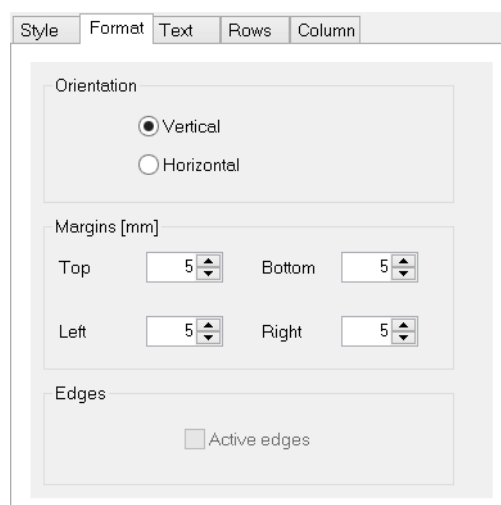 Style Format Text Rows Column
Orientation
Vertical
Horizontal
Margins [mm]
Top 5 Bottom 5
Left 5 Right 5
Edges
Active edges